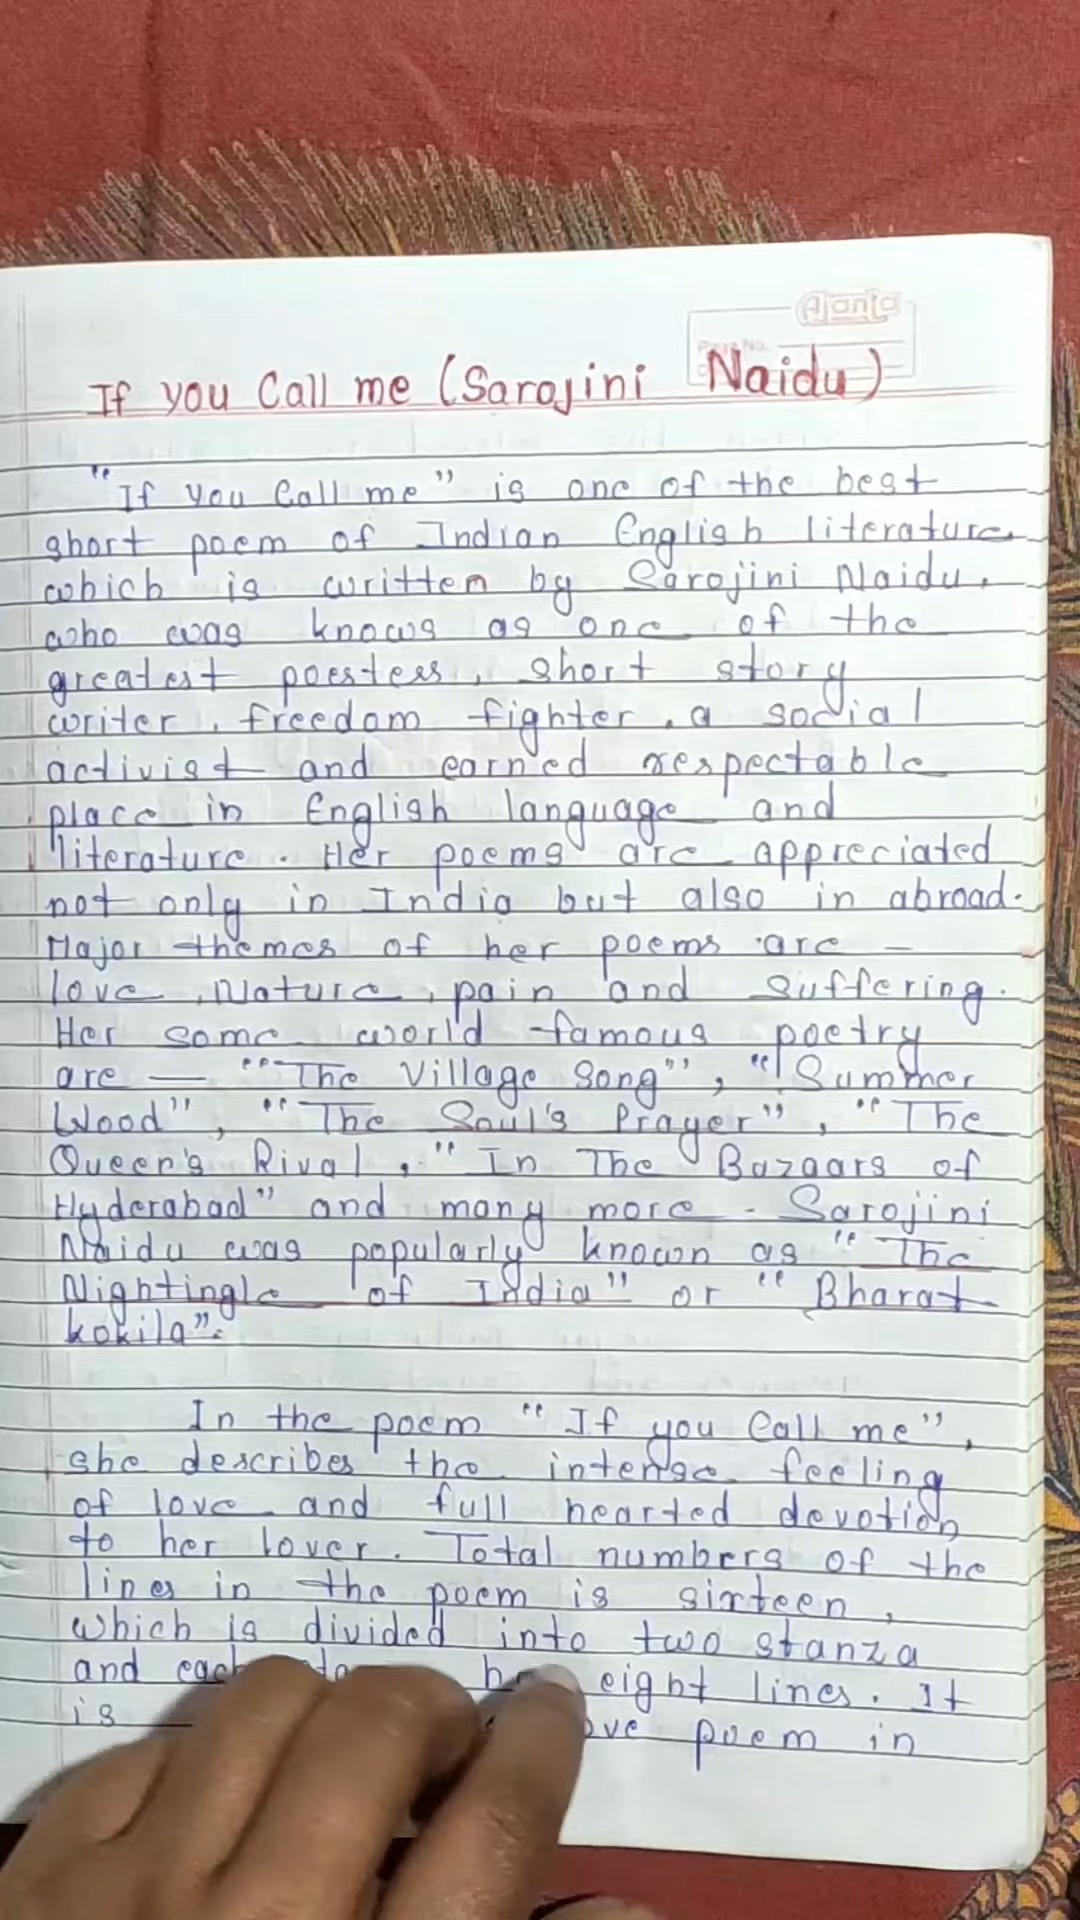 Ajanta
Page No.
If you Call me (Sarojini Naidu)
"If you Call me" is one of the best
short poem of Indian English literature
which is written by Sarojini Naidu,
who was knows as one of the
greatest poestess, short story
writer, freedom fighter, a social
activist and earned respectable
place in English language and
literature. Her poems are appreciated
not only in India but also in abroad.
Major themes of her poems are —
love, Nature, pain and suffering.
Her some world famous poetry
are — "The Village Song", "Summer
Wood", "The Soul's Prayer", "The
Queen's Rival, "In The Bazaars of
Hyderabad" and many more. Sarojini
Naidu was popularly known as "The
Nightingle of India" or "Bharat
kokila".
In the poem "If you Call me",
she describes the intense feeling
of love and full hearted devotion
to her lover. Total numbers of the
lines in the poem is sixteen,
which is divided into two stanza
and eight lines. It
is poem in